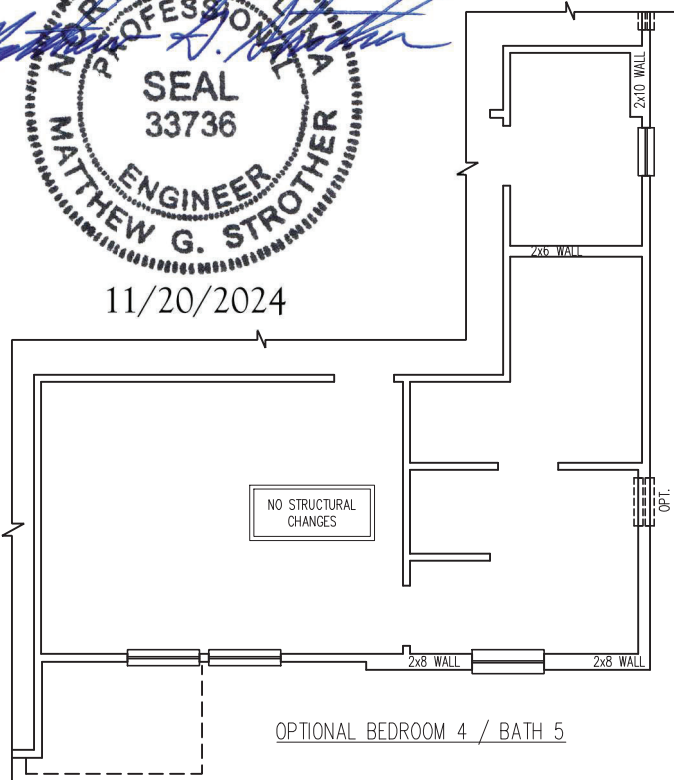 PROFESSIONAL
SEAL
33736
ENGINEER
MATTHEW G. STROTHER
11/20/2024
2x10 WALL
2x6 WALL
NO STRUCTURAL
CHANGES
OPT.
2x8 WALL
2x8 WALL
OPTIONAL BEDROOM 4 / BATH 5